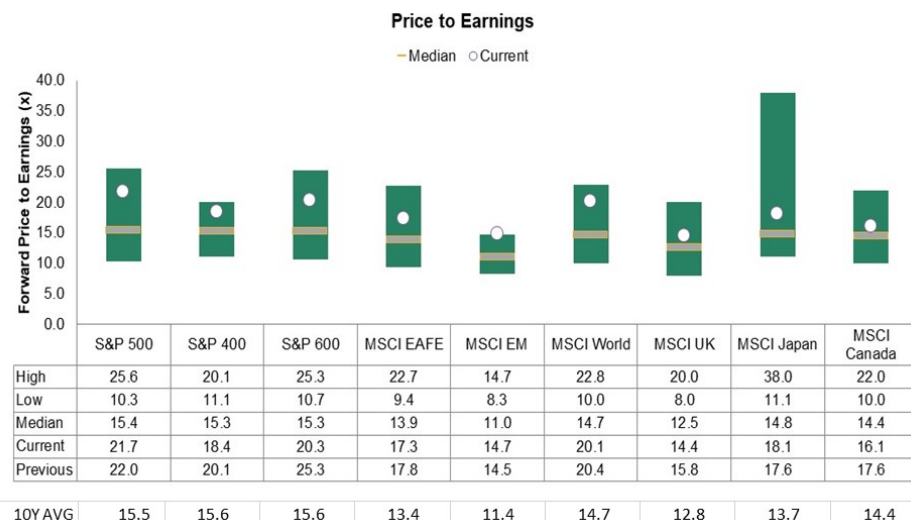 Price to Earnings
Median Current
Forward Price to Earnings (x)
40.0
35.0
30.0
25.0
20.0
15.0
10.0
5.0
0.0
S&P 500 S&P 400 S&P 600 MSCI EAFE MSCI EM MSCI World MSCI UK MSCI Japan MSCI Canada
High 25.6 20.1 25.3 22.7 14.7 22.8 20.0 38.0 22.0
Low 10.3 11.1 10.7 9.4 8.3 10.0 8.0 11.1 10.0
Median 15.4 15.3 15.3 13.9 11.0 14.7 12.5 14.8 14.4
Current 21.7 18.4 20.3 17.3 14.7 20.1 14.4 18.1 16.1
Previous 22.0 20.1 25.3 17.8 14.5 20.4 15.8 17.6 17.6
10Y AVG 15.5 15.6 15.6 13.4 11.4 14.7 12.8 13.7 14.4